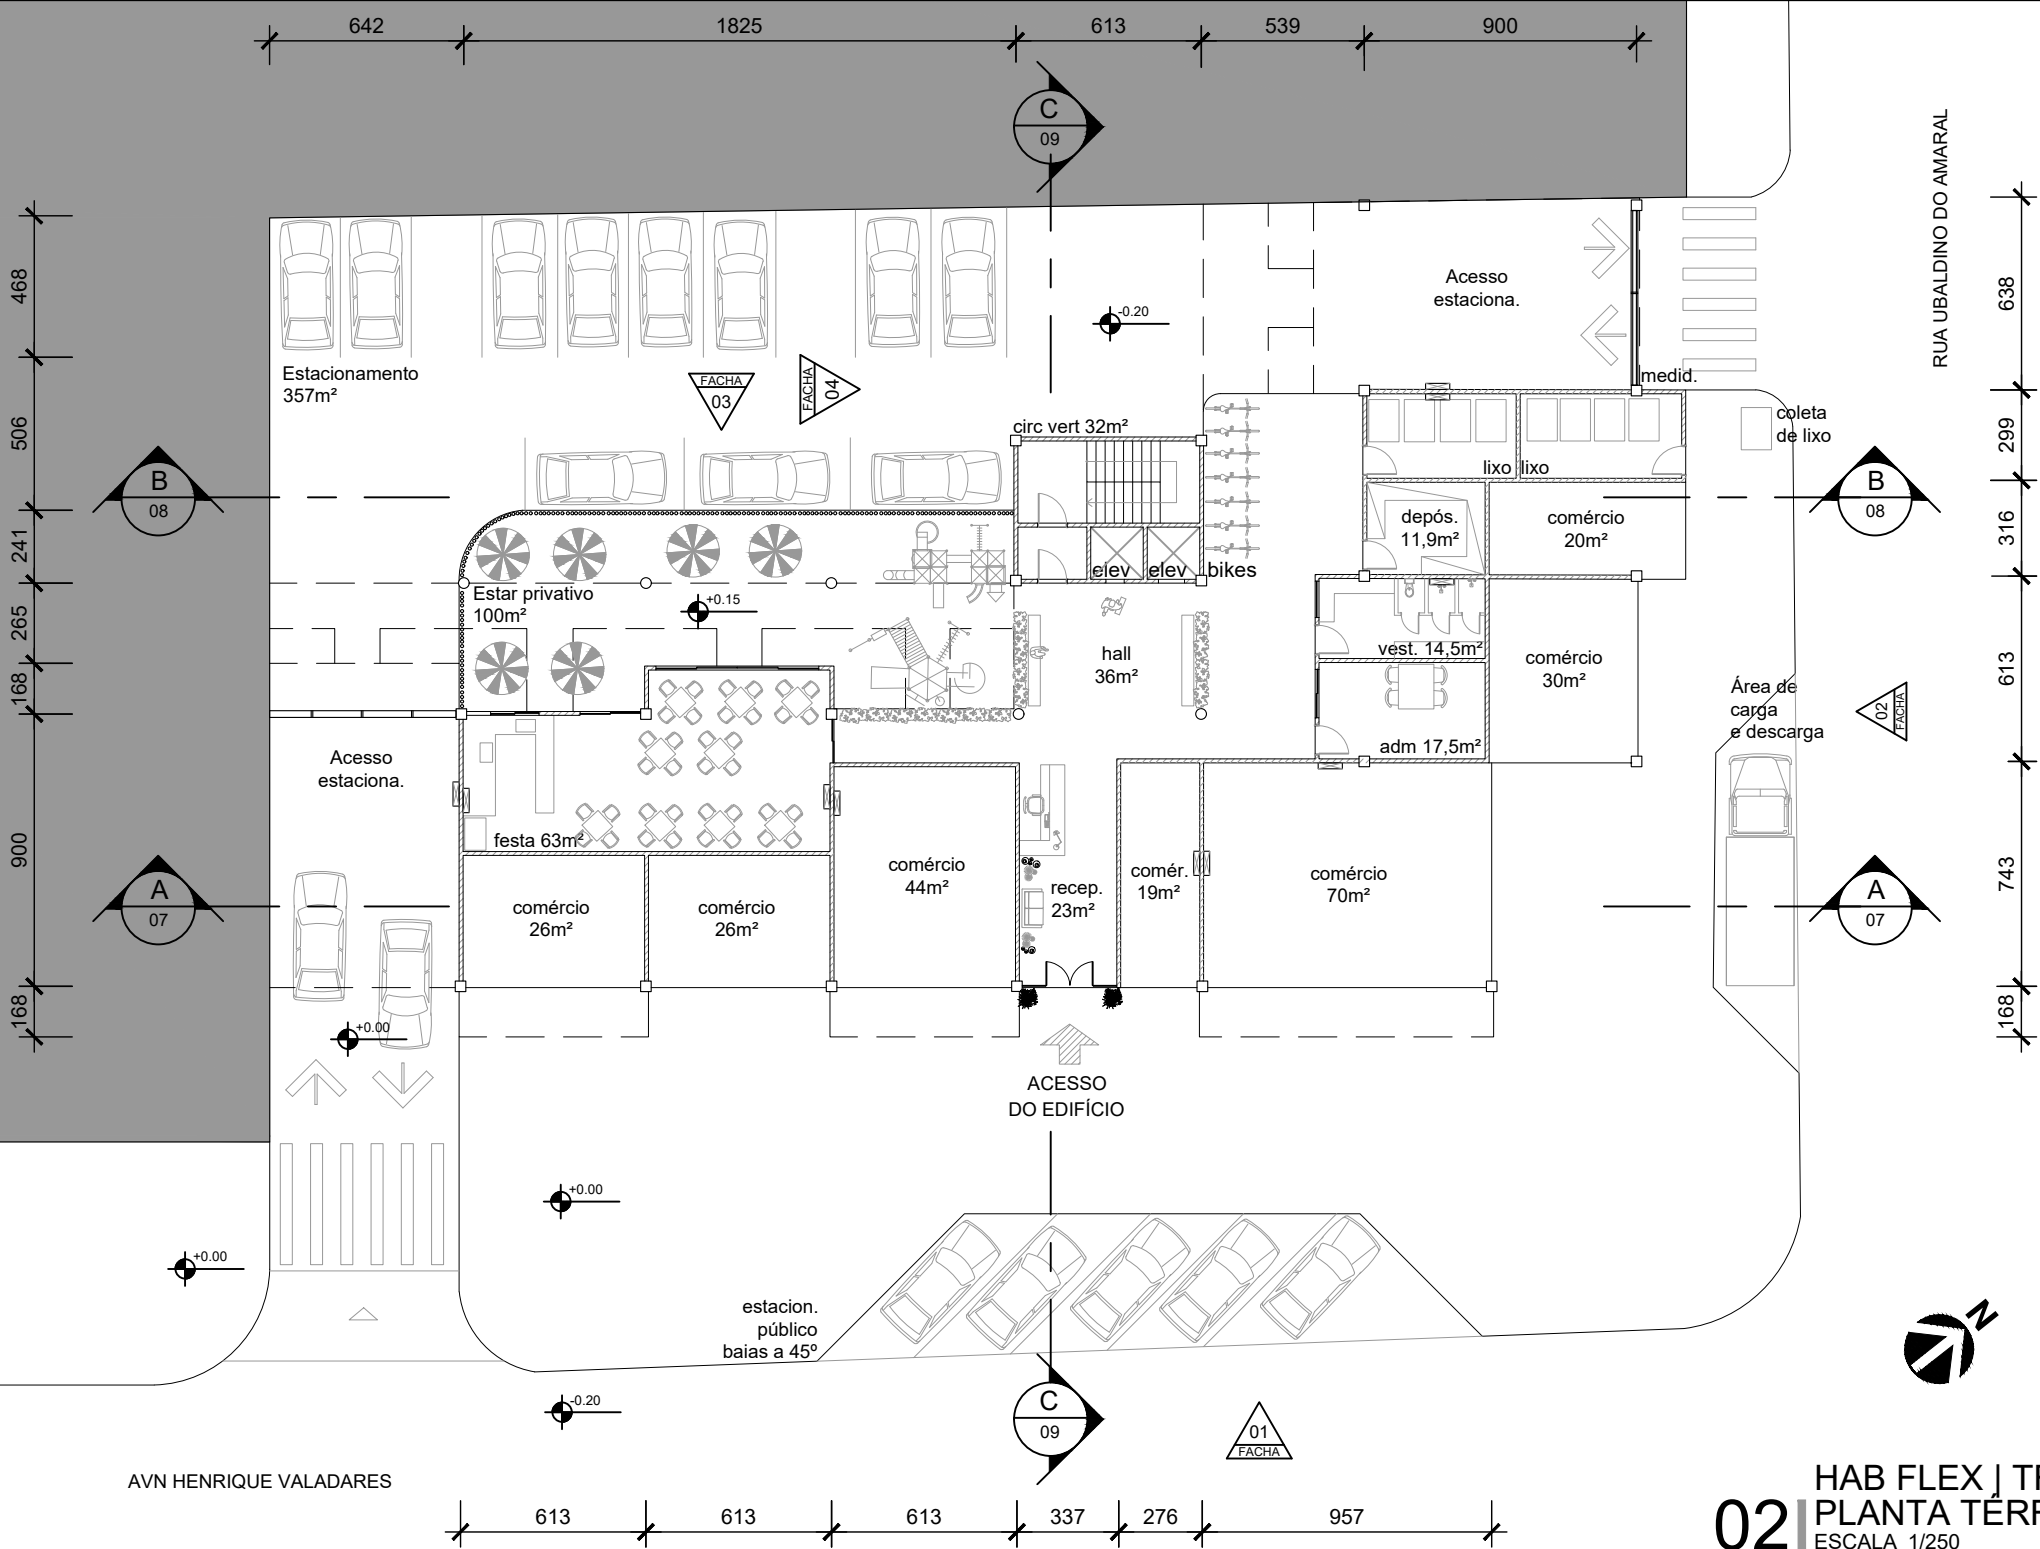 642
1825
613
539
900
C
09
RUA UBALDINO DO AMARAL
468
506
241
265
168
900
168
638
299
316
613
743
168
Acesso
estaciona.
-0.20
Estacionamento
357m²
FACHA
03
FACHA
04
medid.
coleta
de lixo
circ vert 32m²
lixo
lixo
B
08
B
08
depós.
11,9m²
comércio
20m²
elev
elev
bikes
Estar privativo
100m²
+0.15
hall
36m²
vest. 14,5m²
comércio
30m²
Área de
carga
e descarga
02
FACHA
adm 17,5m²
Acesso
estaciona.
festa 63m²
comércio
44m²
comér.
19m²
comércio
70m²
recep.
23m²
A
07
A
07
comércio
26m²
comércio
26m²
+0.00
ACESSO
DO EDIFÍCIO
+0.00
+0.00
estacion.
público
baias a 45º
N
-0.20
C
09
01
FACHA
AVN HENRIQUE VALADARES
613
613
613
337
276
957
02
HAB FLEX |
PLANTA
ESCALA 1/250